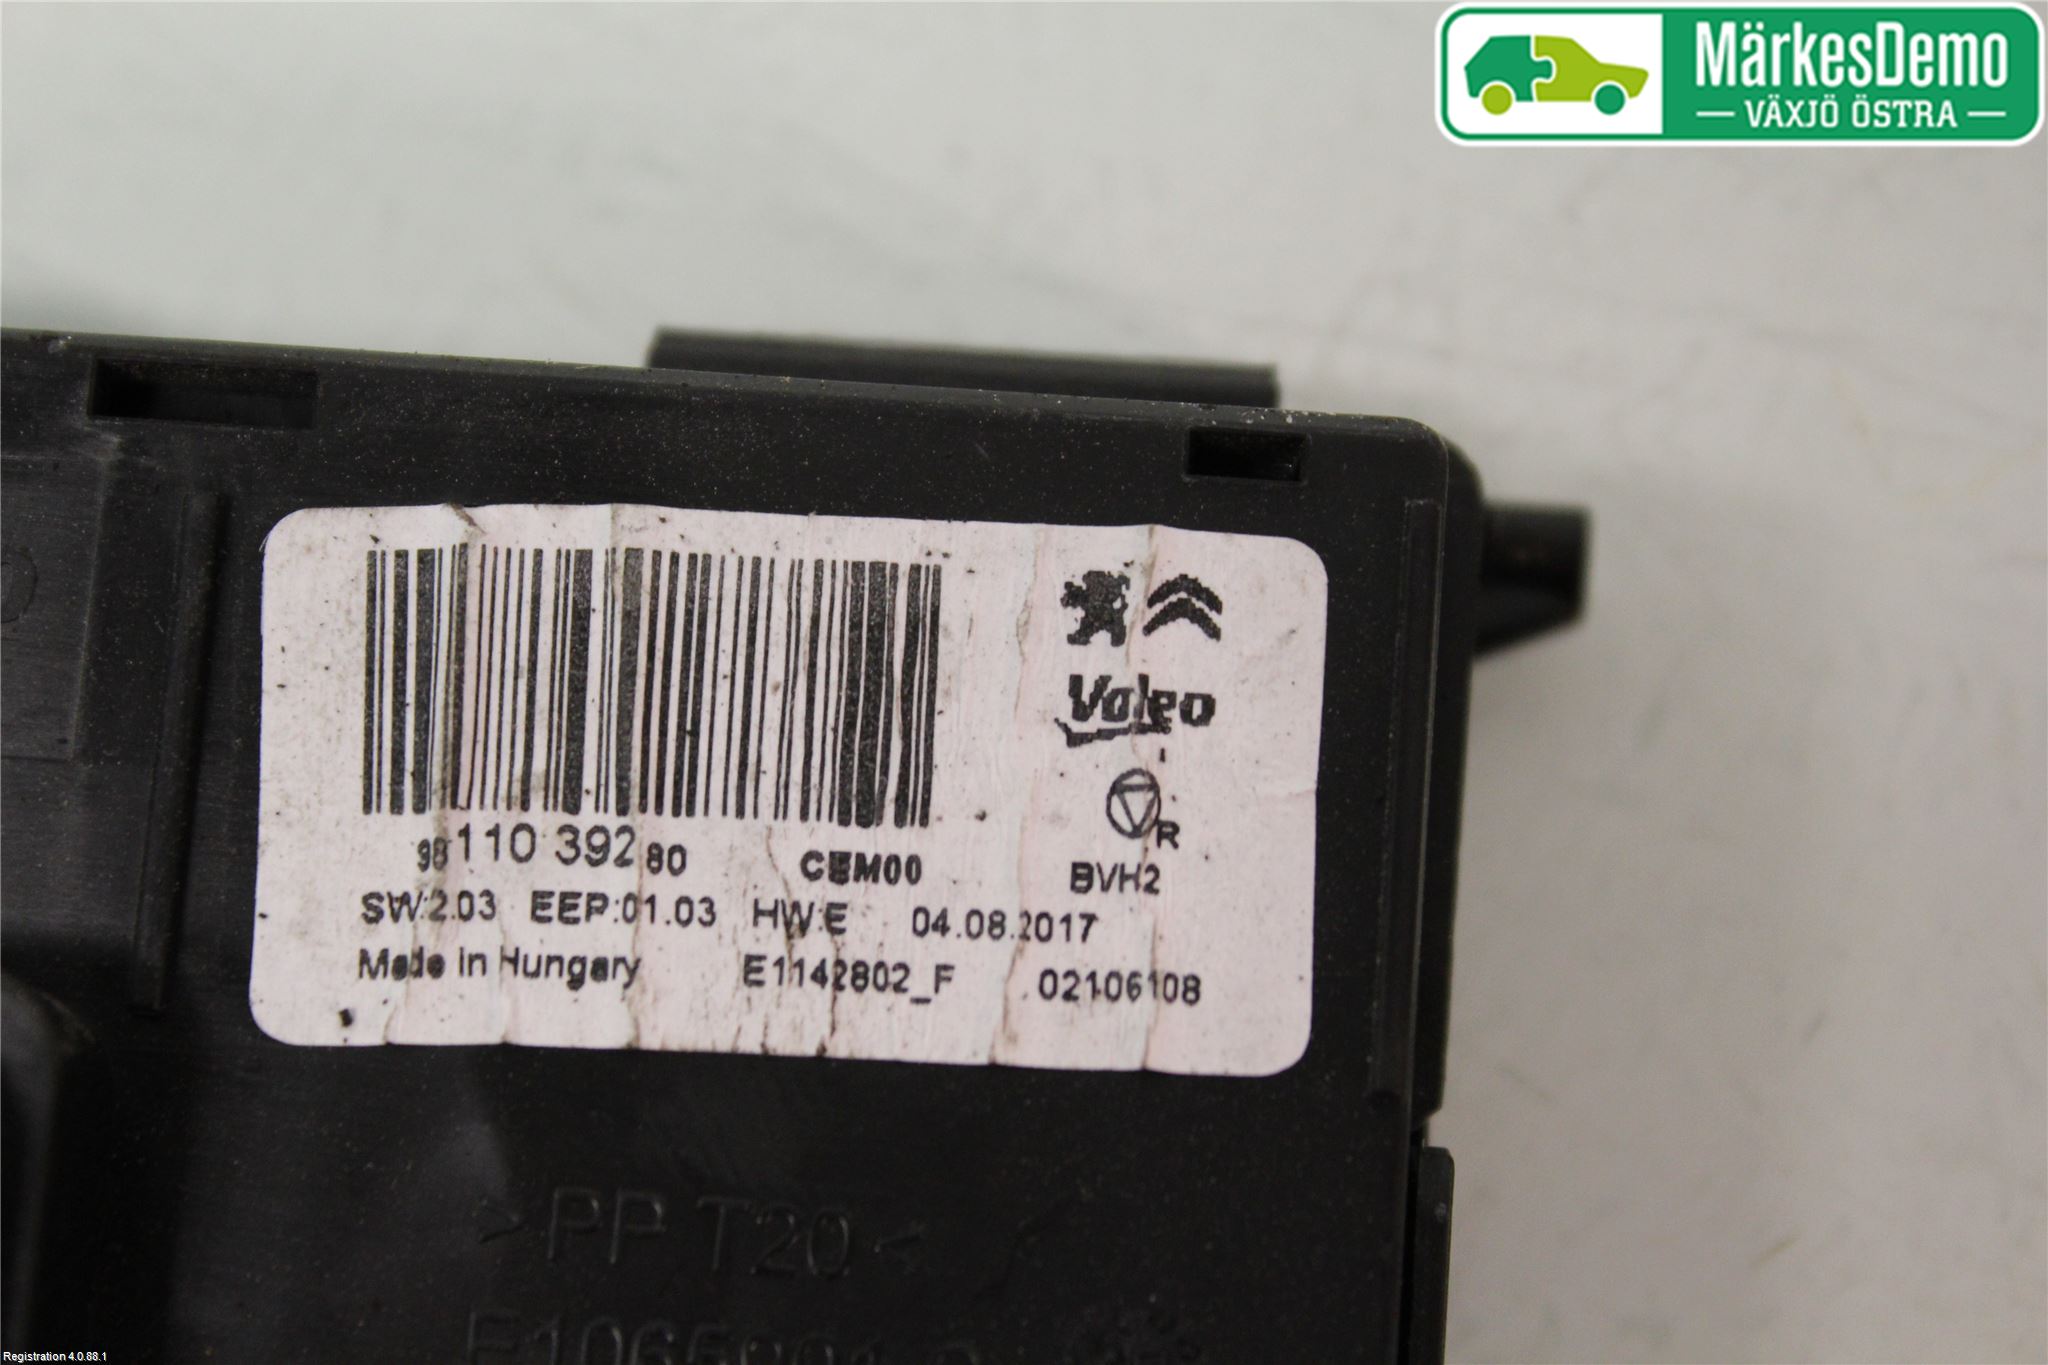 MärkesDemo
VÄXJÖ ÖSTRA
Valeo
R
98 110 392 80 CEM00 BVH2
SW:2.03 EEP:01.03 HW:E 04.08.2017
Made in Hungary E1142802_F 02106108
>PP T20<
Registration 4.0.88.1